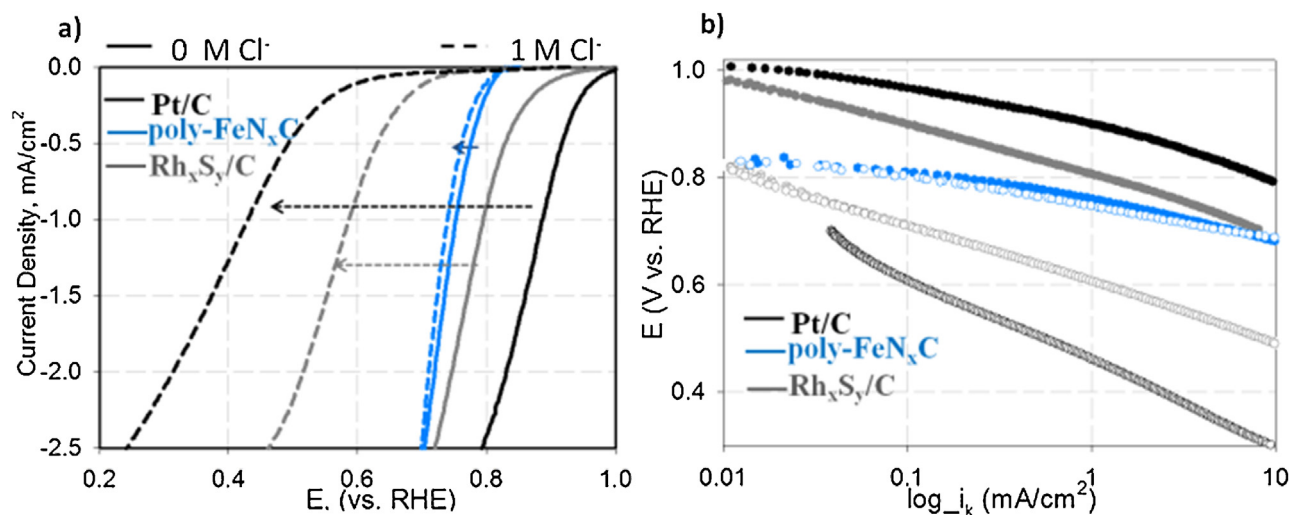 a)
0 M Cl⁻
1 M Cl⁻
0.0
-0.5
-1.0
-1.5
-2.0
-2.5
Current Density, mA/cm²
Pt/C
poly-FeNₓC
RhₓSᵧ/C
0.2
0.4
0.6
0.8
1.0
E, (vs. RHE)
b)
1.0
0.8
0.6
0.4
E (V vs. RHE)
Pt/C
poly-FeNₓC
RhₓSᵧ/C
0.01
0.1
1
10
log_iₖ (mA/cm²)